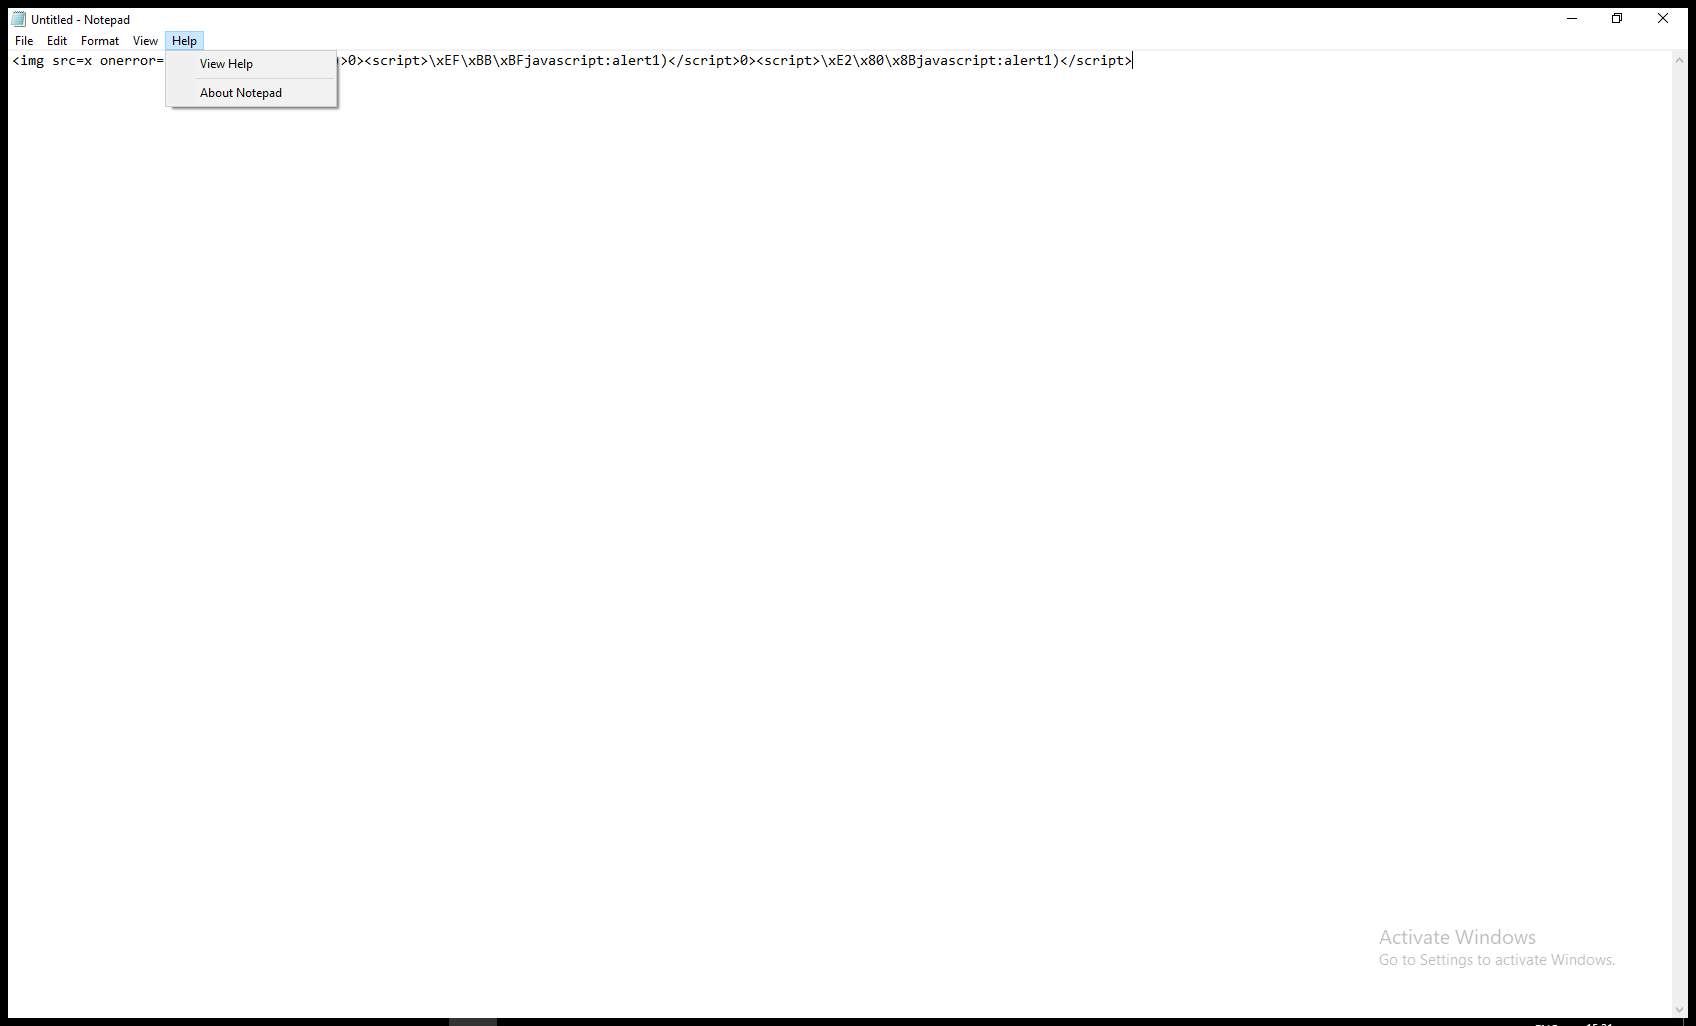 Untitled - Notepad
File Edit Format View Help
<img src=x onerror= >0><script>\xEF\xBB\xBFjavascript:alert1)</script>0><script>\xE2\x80\x8Bjavascript:alert1)</script>
View Help
About Notepad
Activate Windows
Go to Settings to activate Windows.